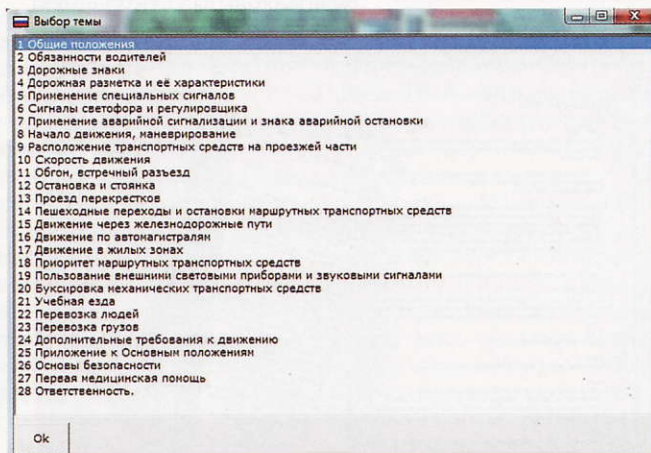 Выбор темы
1 Общие положения
2 Обязанности водителей
3 Дорожные знаки
4 Дорожная разметка и её характеристики
5 Применение специальных сигналов
6 Сигналы светофора и регулировщика
7 Применение аварийной сигнализации и знака аварийной остановки
8 Начало движения, маневрирование
9 Расположение транспортных средств на проезжей части
10 Скорость движения
11 Обгон, встречный разъезд
12 Остановка и стоянка
13 Проезд перекрестков
14 Пешеходные переходы и остановки маршрутных транспортных средств
15 Движение через железнодорожные пути
16 Движение по автомагистралям
17 Движение в жилых зонах
18 Приоритет маршрутных транспортных средств
19 Пользование внешними световыми приборами и звуковыми сигналами
20 Буксировка механических транспортных средств
21 Учебная езда
22 Перевозка людей
23 Перевозка грузов
24 Дополнительные требования к движению
25 Приложение к Основным положениям
26 Основы безопасности
27 Первая медицинская помощь
28 Ответственность.
Ok